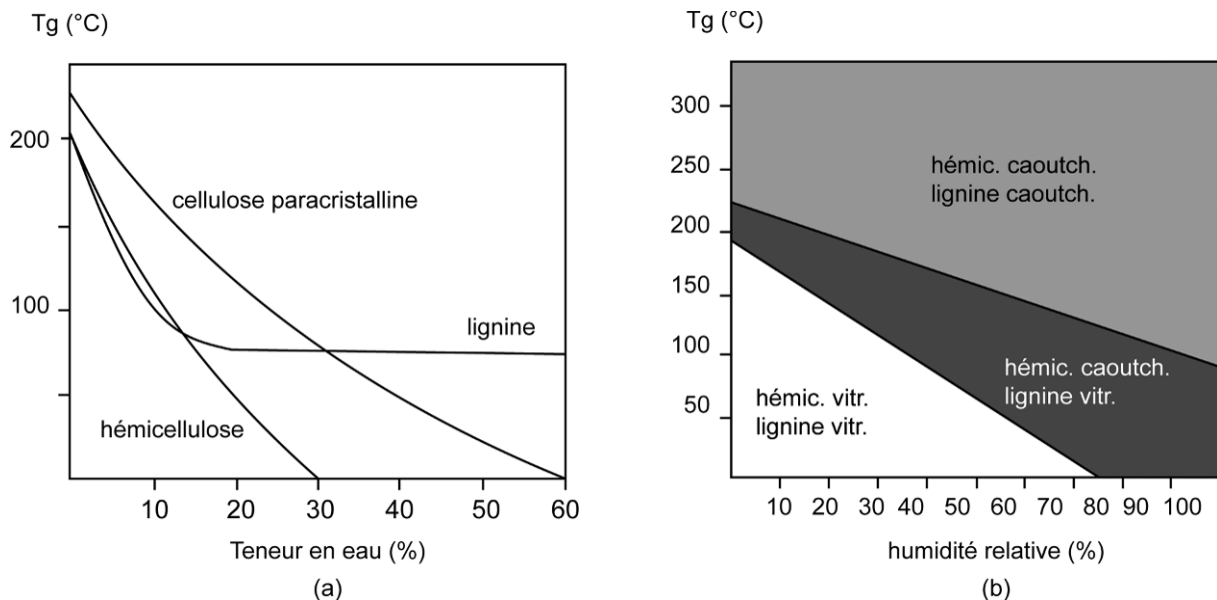 Tg (°C)
200
100
cellulose paracristalline
lignine
hémicellulose
10 20 30 40 50 60
Teneur en eau (%)
(a)
Tg (°C)
300
250
200
150
100
50
hémic. caoutch.
lignine caoutch.
hémic. caoutch.
lignine vitr.
hémic. vitr.
lignine vitr.
10 20 30 40 50 60 70 80 90 100
humidité relative (%)
(b)